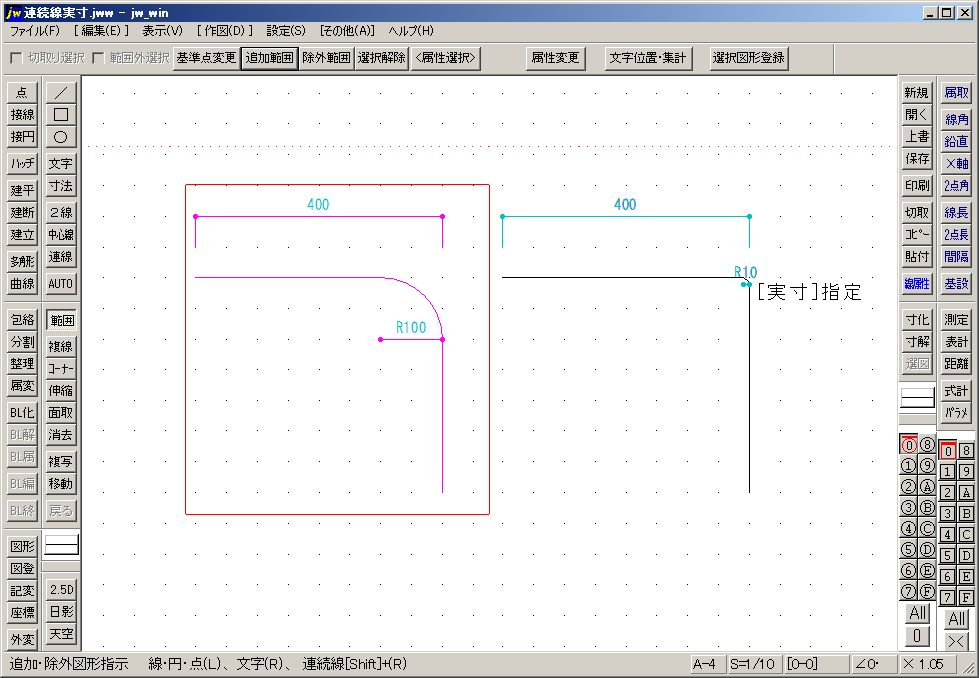 jw 連続線実寸.jww - jw_win
ファイル(F) [編集(E)] 表示(V) [作図(D)] 設定(S) [その他(A)] ヘルプ(H)
切取り選択 範囲外選択 基準点変更 追加範囲 除外範囲 選択解除 <属性選択> 属性変更 文字位置・集計 選択図形登録
点 ／
接線 □
接円 ○
ハッチ 文字
建平 寸法
建断 2線
建立 中心線
多角形 連線
曲線 AUTO
包絡 範囲
分割 複線
整理 コーナー
属変 伸縮
BL化 面取
BL解 消去
BL属 複写
BL編 移動
BL終 戻る
図形
図登
記変 2.5D
座標 日影
外変 天空
400 400
R10
[実寸]指定
R100
新規 属取
開く 線角
上書 鉛直
保存 X軸
印刷 2点角
切取 線長
コピー 2点長
貼付 間隔
線属性 基設
寸化 測定
寸解 表計
選図 距離
式計
パラメ
0 8 0 8
1 9 1 9
2 A 2 A
3 B 3 B
4 C 4 C
5 D 5 D
6 E 6 E
7 F 7 F
All All
0 ×
追加・除外図形指示 線・円・点(L)、文字(R)、連続線[Shift]+(R) A-4 S=1/10 [0-0] ∠0・ × 1.05